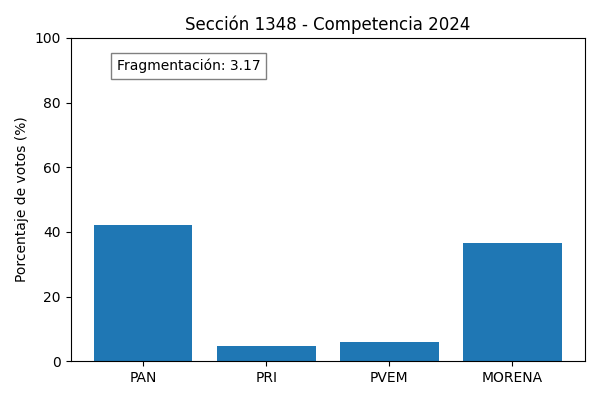 Sección 1348 - Competencia 2024
Fragmentación: 3.17
Porcentaje de votos (%)
100
80
60
40
20
0
PAN PRI PVEM MORENA